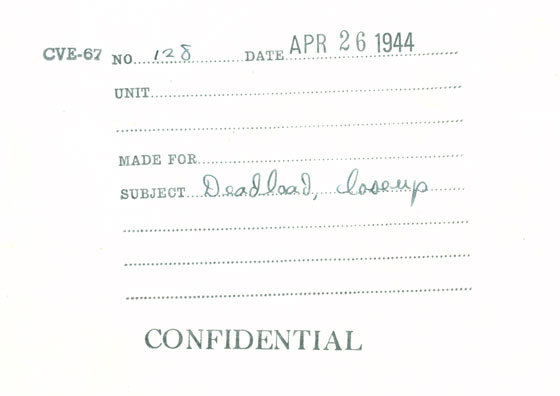 CVE-67 NO. 128 DATE APR 26 1944
UNIT
MADE FOR
SUBJECT Deadload, Closeup
CONFIDENTIAL